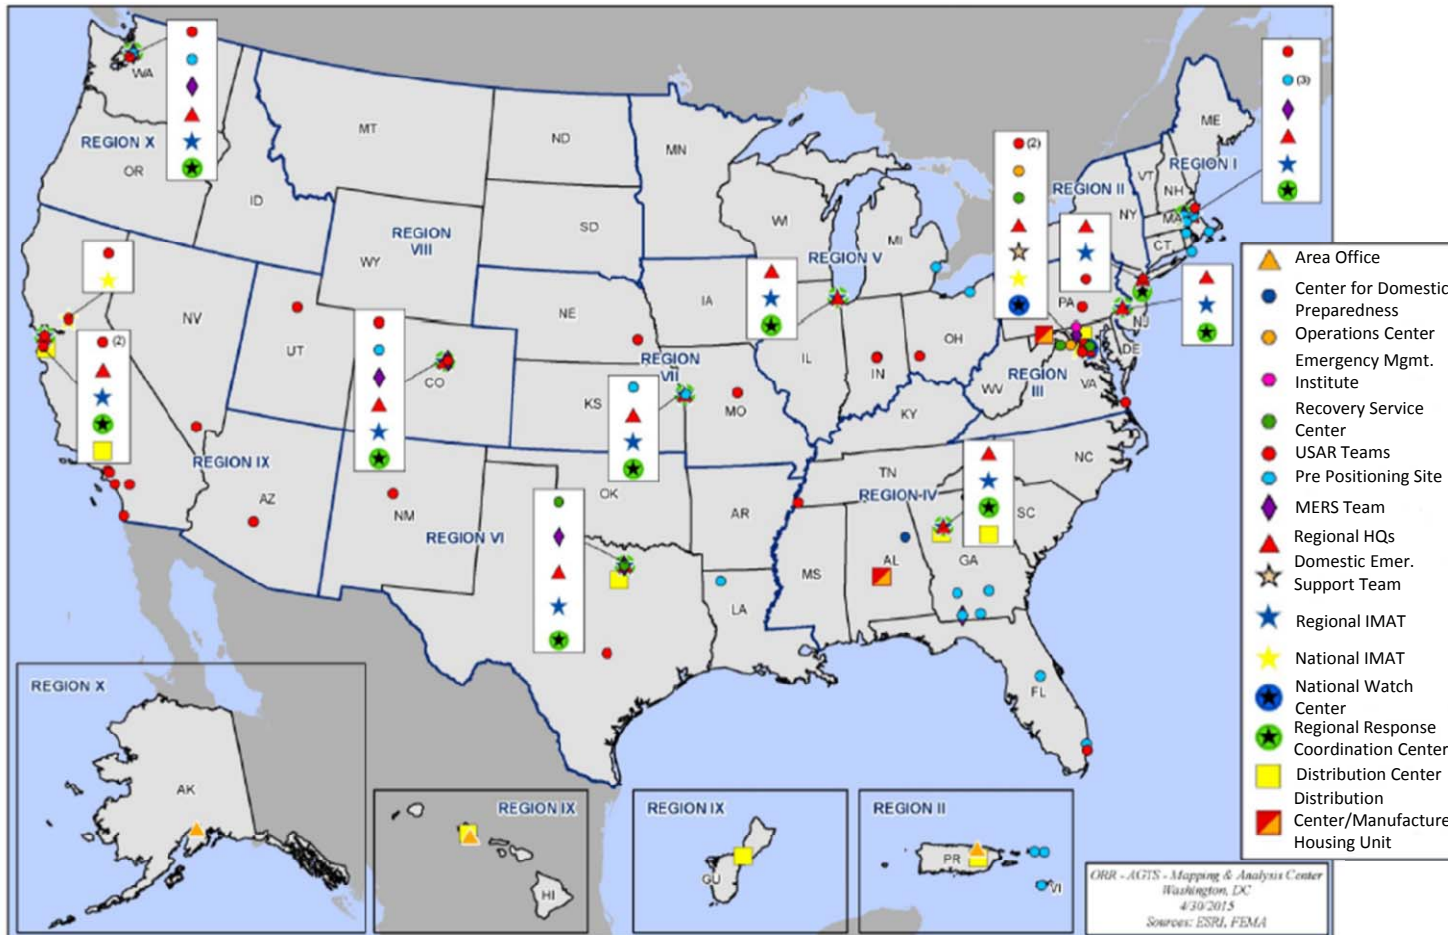 WA
REGION X
OR
ID
MT
ND
MN
SD
WY
REGION
VIII
NE
IA
WI
MI
REGION V
IL
IN
OH
NV
UT
CO
KS
REGION
VII
MO
KY
WV
REGION
III
VA
PA
NJ
DE
REGION II
NY
VT
NH
ME
REGION I
MA
CT
(3)
(2)
(2)
REGION IX
AZ
NM
OK
REGION VI
AR
TN
REGION IV
NC
SC
MS
AL
GA
LA
FL
REGION X
AK
REGION IX
HI
REGION IX
GU
REGION II
PR
VI
Area Office
Center for Domestic
Preparedness
Operations Center
Emergency Mgmt.
Institute
Recovery Service
Center
USAR Teams
Pre Positioning Site
MERS Team
Regional HQs
Domestic Emer.
Support Team
Regional IMAT
National IMAT
National Watch
Center
Regional Response
Coordination Center
Distribution Center
Distribution
Center/Manufacture
Housing Unit
ORR - AGTS - Mapping & Analysis Center
Washington, DC
4/30/2015
Sources: ESRI, FEMA